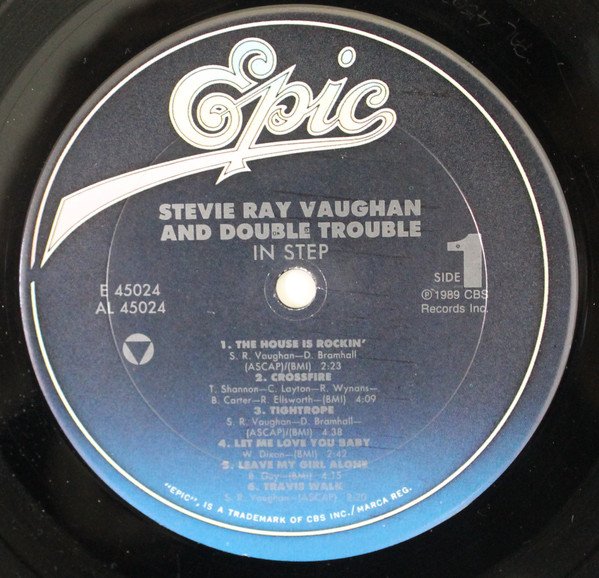 Epic
STEVIE RAY VAUGHAN
AND DOUBLE TROUBLE
IN STEP
E 45024
AL 45024
SIDE 1
℗ 1989 CBS
Records Inc.
1. THE HOUSE IS ROCKIN'
S. R. Vaughan—D. Bramhall
(ASCAP)/(BMI) 2:23
2. CROSSFIRE
T. Shannon—C. Layton—R. Wynans—
B. Carter—R. Ellsworth—(BMI) 4:09
3. TIGHTROPE
S. R. Vaughan—D. Bramhall—
(ASCAP)/(BMI) 4:38
4. LET ME LOVE YOU BABY
W. Dixon—(BMI) 2:42
5. LEAVE MY GIRL ALONE
B. Guy—(BMI) 4:15
6. TRAVIS WALK
S. R. Vaughan—(ASCAP) 2:20
"EPIC", IS A TRADEMARK OF CBS INC./MARCA REG.